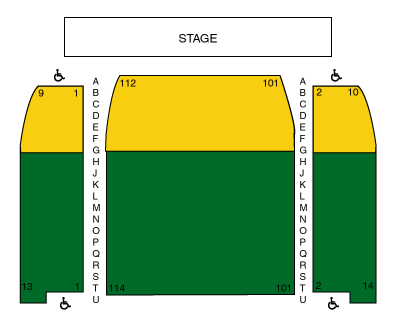 STAGE
A 112 101 A
9 1 B B 2 10
C C
D D
E E
F F
G G
H H
J J
K K
L L
M M
N N
O O
P P
Q Q
R R
S S
13 1 T 114 101 T 2 14
U U